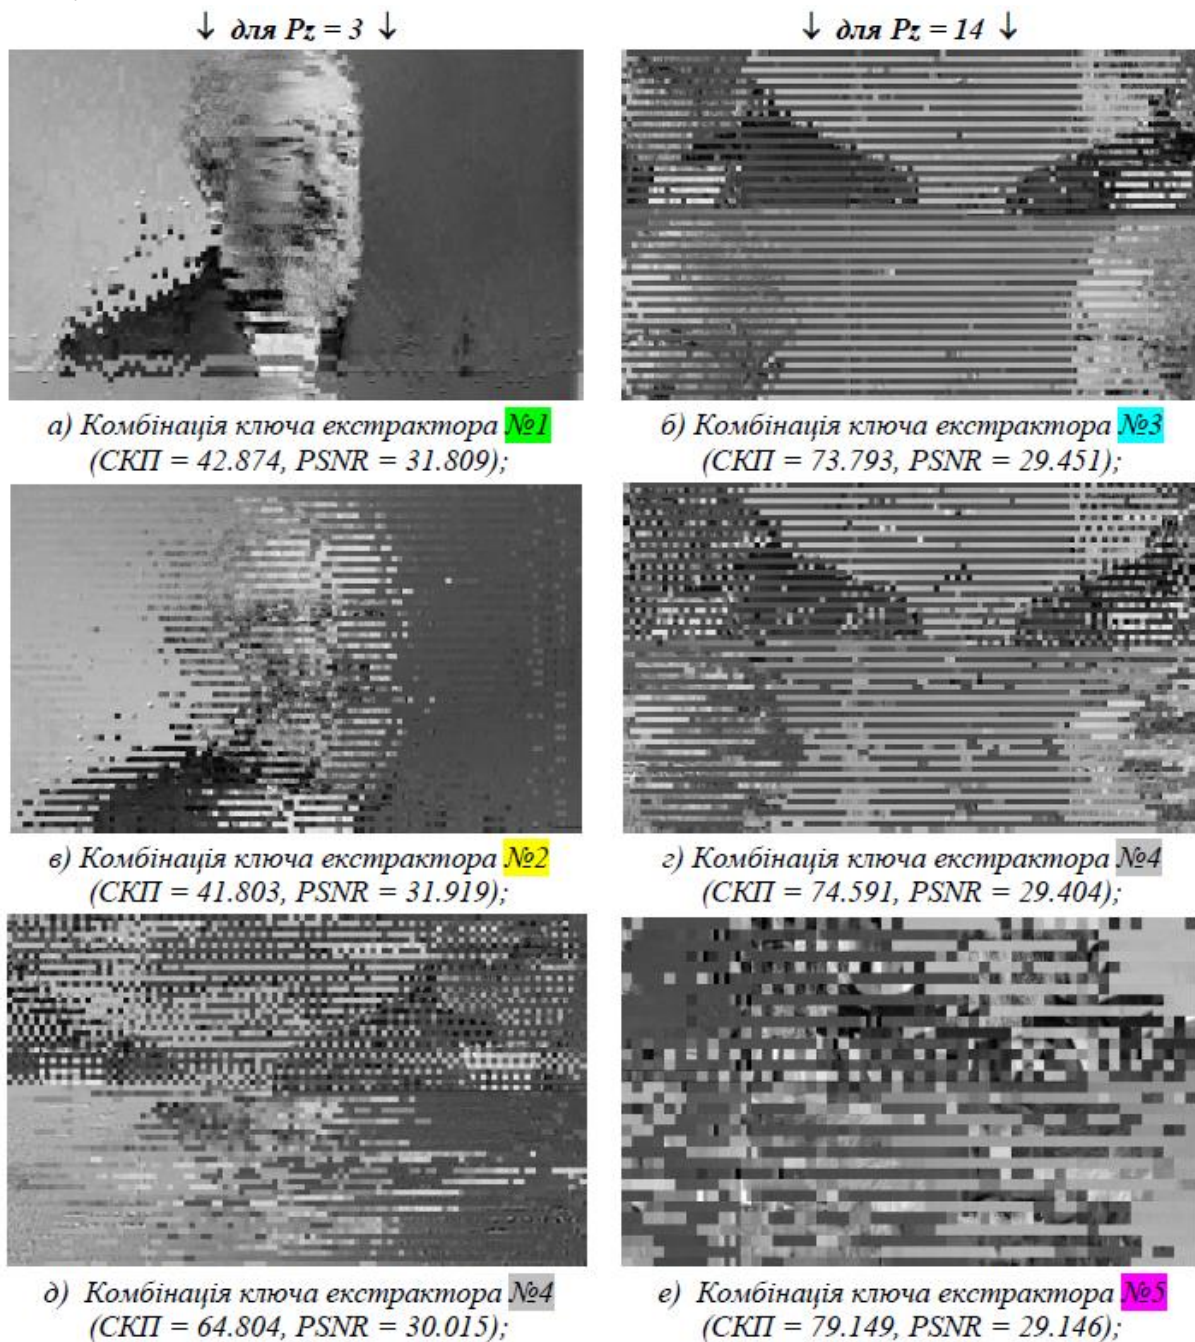 ↓ для Pz = 3 ↓
↓ для Pz = 14 ↓
а) Комбінація ключа екстрактора №1
(СКП = 42.874, PSNR = 31.809);
б) Комбінація ключа екстрактора №3
(СКП = 73.793, PSNR = 29.451);
в) Комбінація ключа екстрактора №2
(СКП = 41.803, PSNR = 31.919);
г) Комбінація ключа екстрактора №4
(СКП = 74.591, PSNR = 29.404);
д) Комбінація ключа екстрактора №4
(СКП = 64.804, PSNR = 30.015);
е) Комбінація ключа екстрактора №5
(СКП = 79.149, PSNR = 29.146);